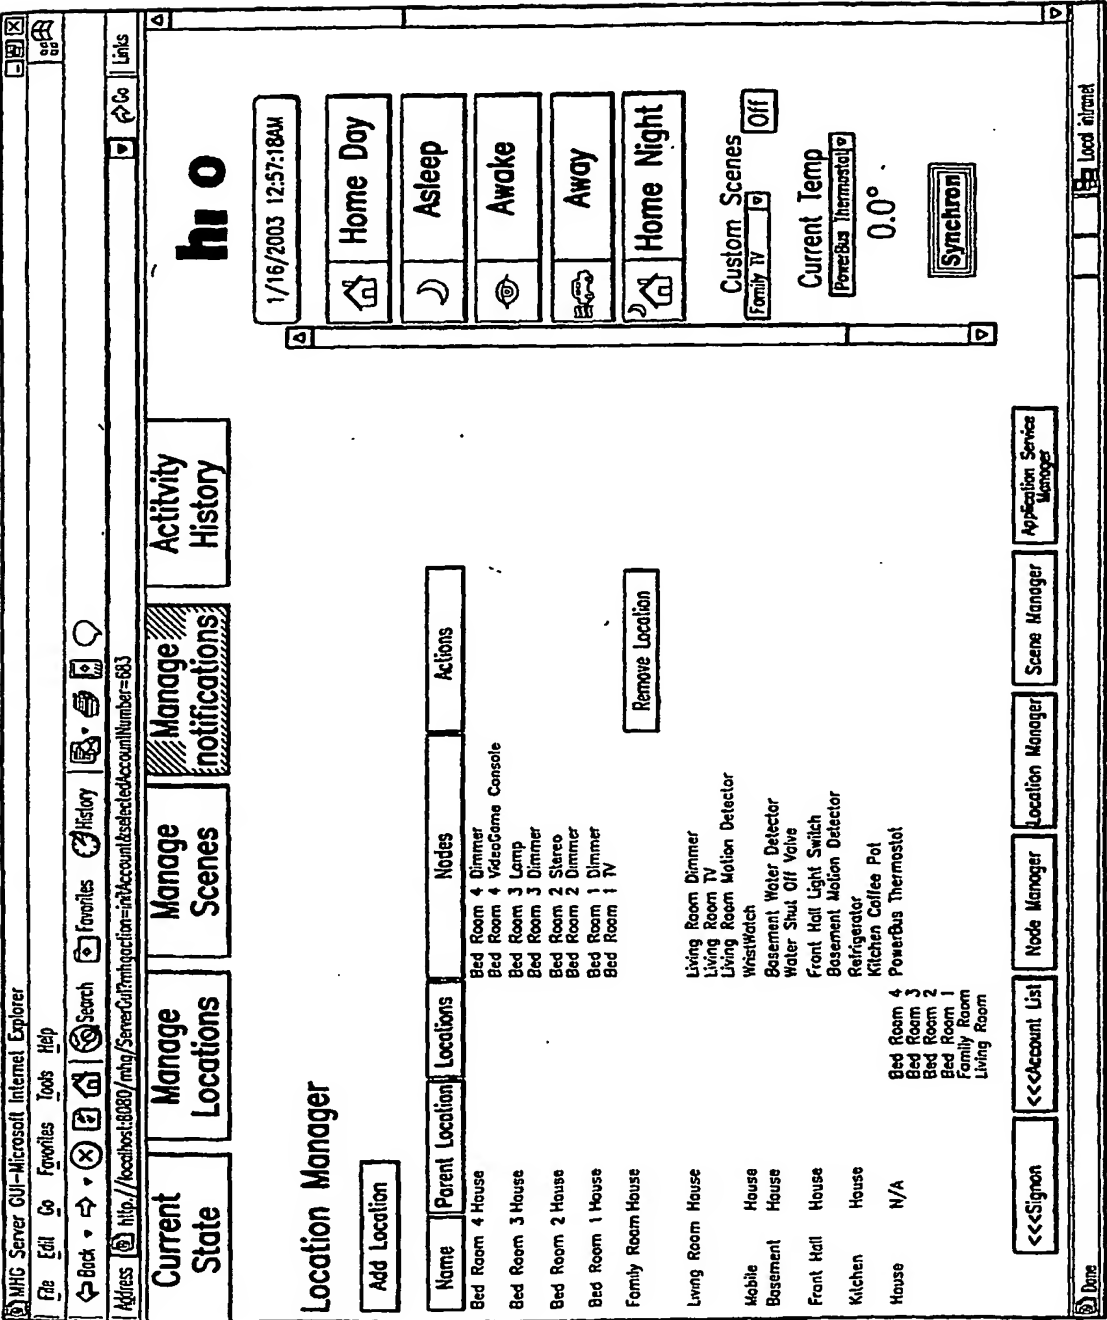 MHG Server GUI-Microsoft Internet Explorer
File Edit Go Favorites Tools Help
Back Search Favorites History
Address http://localhost:8080/mhg/ServerGui?mhgaction=initAccount&selectedAccountNumber=683 Go Links
Current State
Manage Locations
Manage Scenes
Manage notifications
Actitvity History
hi o
1/16/2003 12:57:18AM
Home Day
Asleep
Awake
Away
Home Night
Custom Scenes
Family TV Off
Current Temp
PowerBus Thermostat
0.0°
Synchron
Location Manager
Add Location
Name Parent Location Locations Nodes Actions
Bed Room 4 House Bed Room 4 Dimmer
Bed Room 4 VideoGame Console
Bed Room 3 House Bed Room 3 Lamp
Bed Room 3 Dimmer
Bed Room 2 House Bed Room 2 Stereo
Bed Room 2 Dimmer
Bed Room 1 House Bed Room 1 Dimmer
Bed Room 1 TV
Family Room House Remove Location
Living Room House Living Room Dimmer
Living Room TV
Living Room Motion Detector
Mobile House WristWatch
Basement House Basement Water Detector
Water Shut Off Valve
Front Hall House Front Hall Light Switch
Basement Motion Detector
Kitchen House Refrigerator
Kitchen Coffee Pot
House N/A Bed Room 4 PowerBus Thermostat
Bed Room 3
Bed Room 2
Bed Room 1
Family Room
Living Room
<<<Signon <<<Account List Node Manager Location Manager Scene Manager Application Service Manager
Done Local intranet